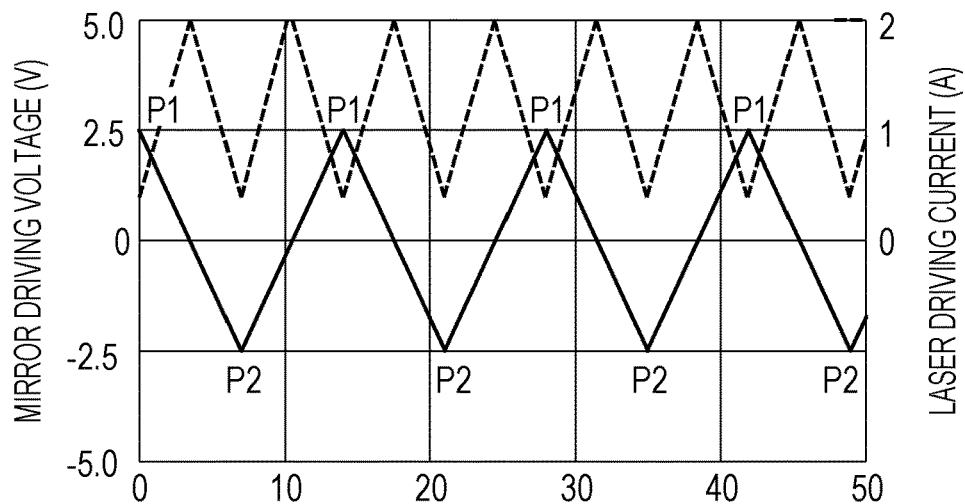 MIRROR DRIVING VOLTAGE (V)
5.0
2.5
0
-2.5
-5.0
P1
P1
P1
P1
P2
P2
P2
P2
2
1
0
LASER DRIVING CURRENT (A)
0
10
20
30
40
50